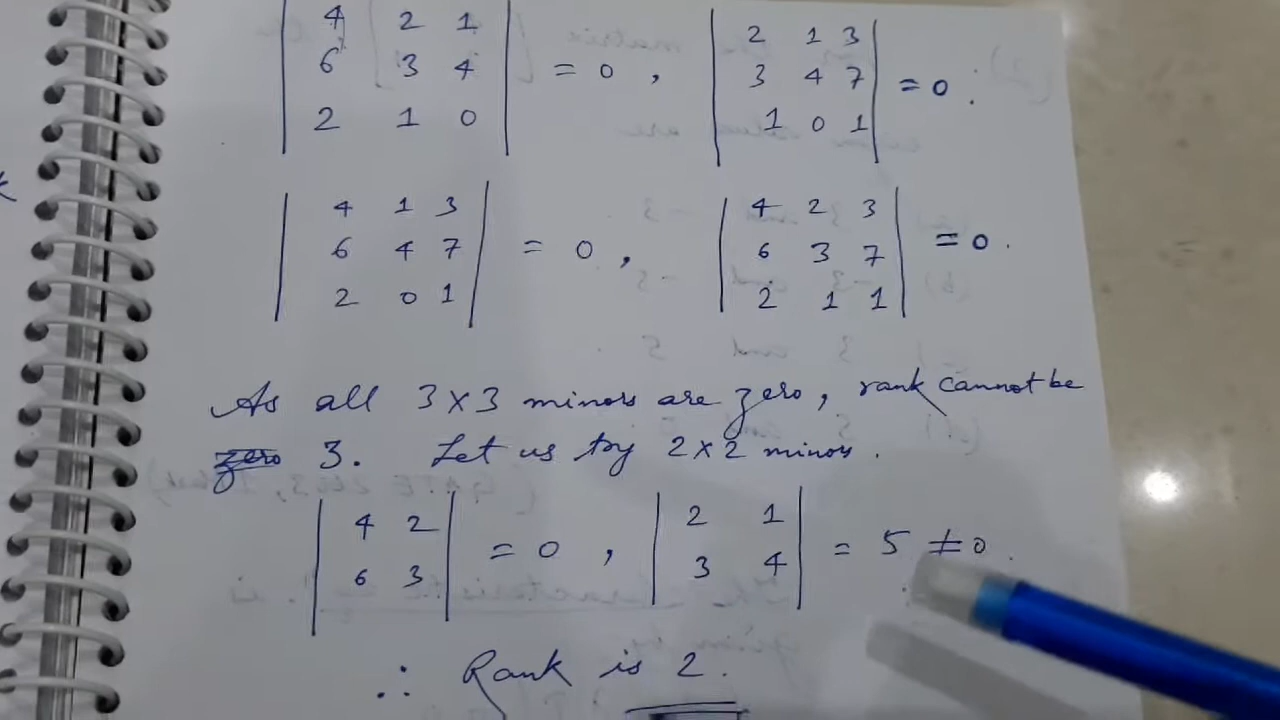 | 4 2 1 |
| 6 3 4 | = 0 ,
| 2 1 0 |
| 2 1 3 |
| 3 4 7 | = 0 .
| 1 0 1 |
| 4 1 3 |
| 6 4 7 | = 0 ,
| 2 0 1 |
| 4 2 3 |
| 6 3 7 | = 0 .
| 2 1 1 |
As all 3×3 minors are zero, rank cannot be
zero 3. Let us try 2×2 minors.
| 4 2 |
| 6 3 | = 0 ,
| 2 1 |
| 3 4 | = 5 ≠ 0 .
∴ Rank is 2.